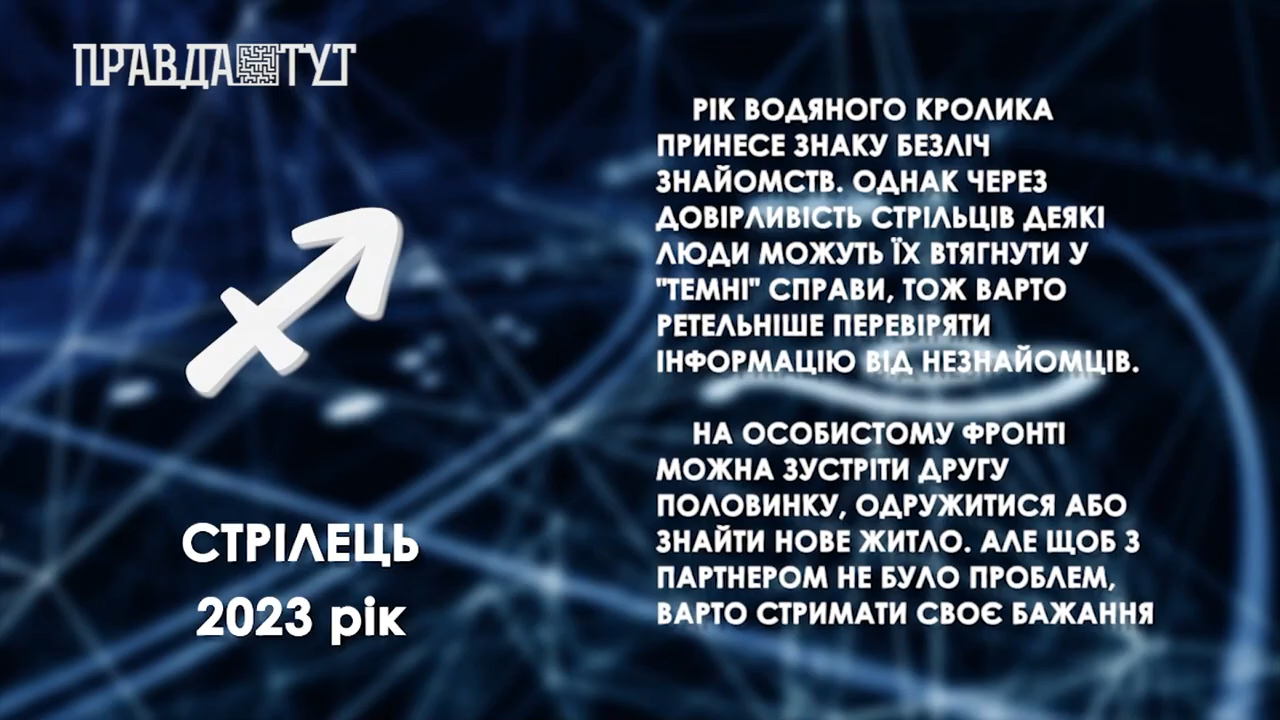 ПРАВДА ТУТ
РІК ВОДЯНОГО КРОЛИКА
ПРИНЕСЕ ЗНАКУ БЕЗЛІЧ
ЗНАЙОМСТВ. ОДНАК ЧЕРЕЗ
ДОВІРЛИВІСТЬ СТРІЛЬЦІВ ДЕЯКІ
ЛЮДИ МОЖУТЬ ЇХ ВТЯГНУТИ У
"ТЕМНІ" СПРАВИ, ТОЖ ВАРТО
РЕТЕЛЬНІШЕ ПЕРЕВІРЯТИ
ІНФОРМАЦІЮ ВІД НЕЗНАЙОМЦІВ.
НА ОСОБИСТОМУ ФРОНТІ
МОЖНА ЗУСТРІТИ ДРУГУ
ПОЛОВИНКУ, ОДРУЖИТИСЯ АБО
ЗНАЙТИ НОВЕ ЖИТЛО. АЛЕ ЩОБ З
ПАРТНЕРОМ НЕ БУЛО ПРОБЛЕМ,
ВАРТО СТРИМАТИ СВОЄ БАЖАННЯ
СТРІЛЕЦЬ
2023 рік